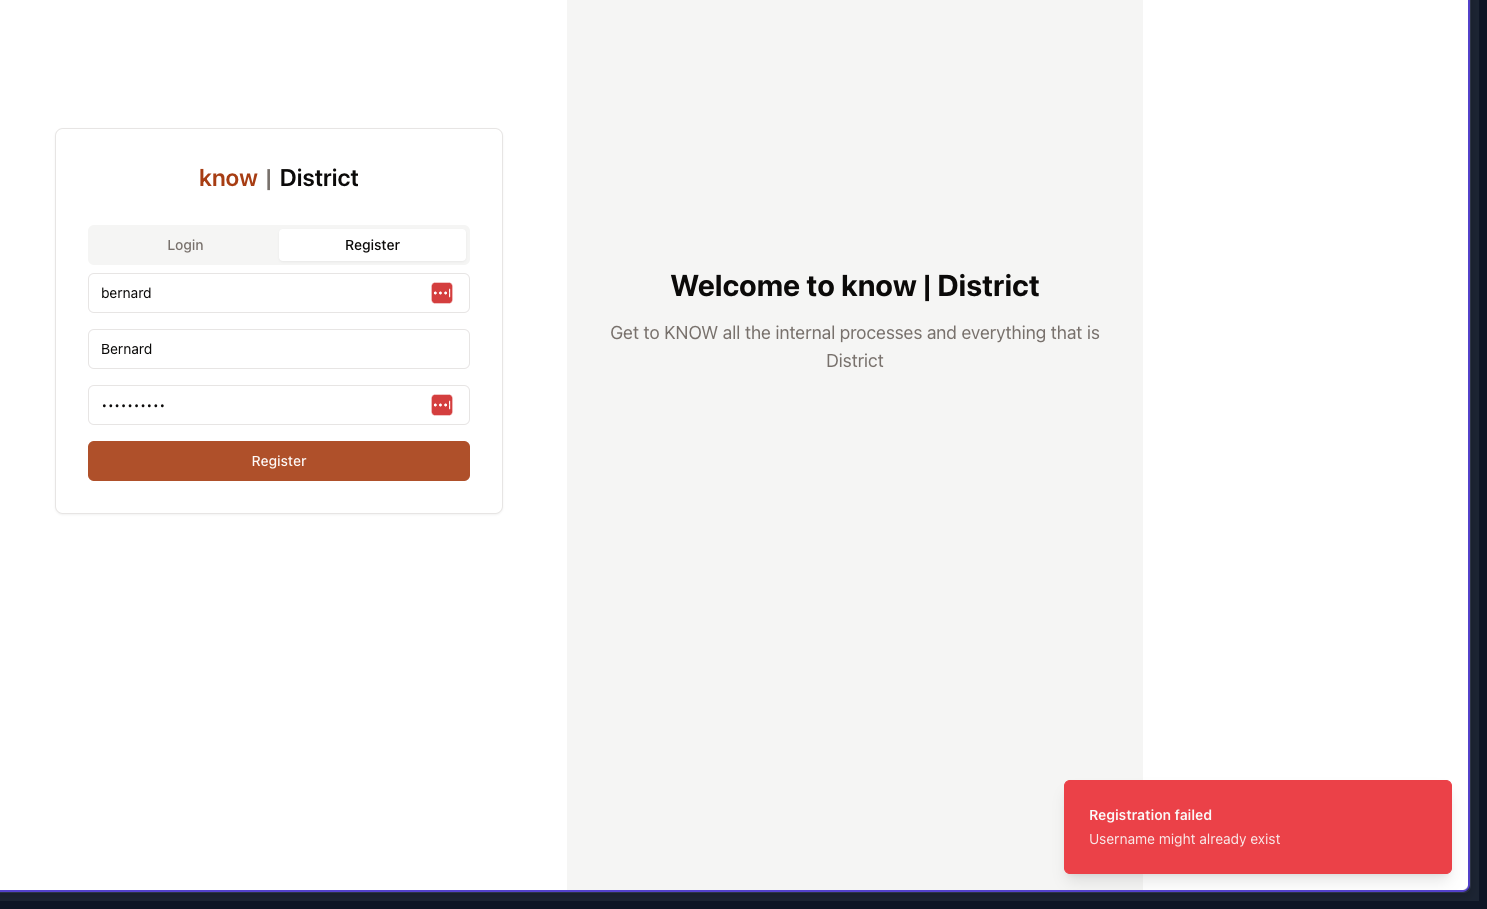 know | District
Login
Register
bernard
Bernard
••••••••••
Register
Welcome to know | District
Get to KNOW all the internal processes and everything that is
District
Registration failed
Username might already exist